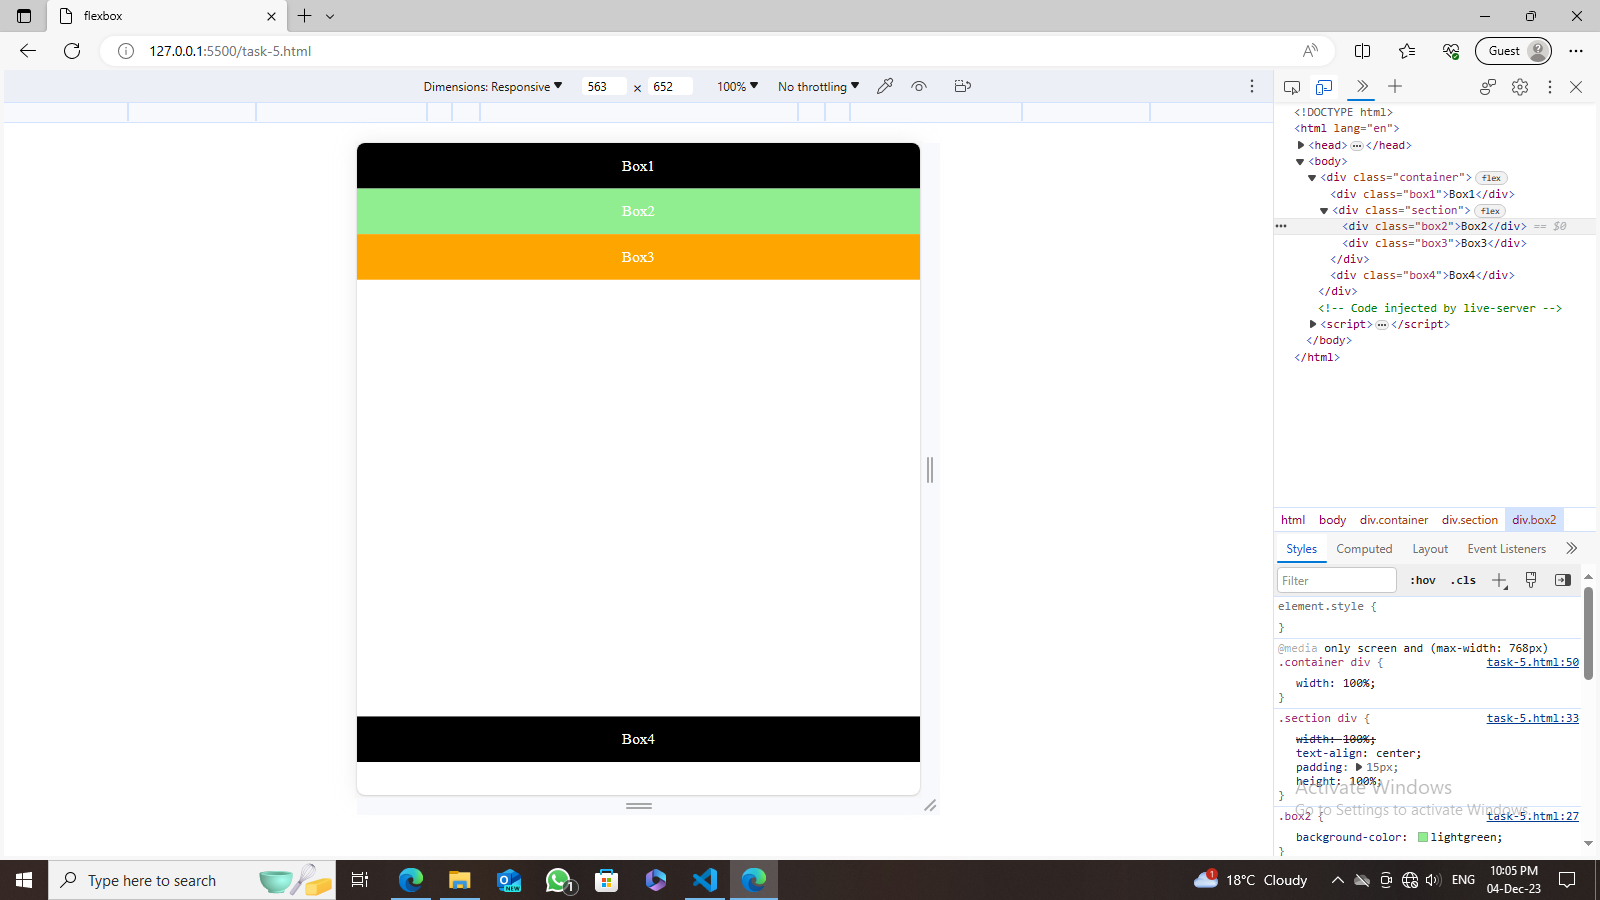 flexbox
127.0.0.1:5500/task-5.html
Guest
Dimensions: Responsive 563 × 652 100% No throttling
<!DOCTYPE html>
<html lang="en">
<head> ••• </head>
<body>
<div class="container"> flex
<div class="box1">Box1</div>
<div class="section"> flex
<div class="box2">Box2</div> == $0
<div class="box3">Box3</div>
</div>
<div class="box4">Box4</div>
</div>
<!-- Code injected by live-server -->
<script> ••• </script>
</body>
</html>
Box1
Box2
Box3
Box4
html body div.container div.section div.box2
Styles Computed Layout Event Listeners
Filter :hov .cls
element.style {
}
@media only screen and (max-width: 768px)
.container div { task-5.html:50
width: 100%;
}
.section div { task-5.html:33
width: 100%;
text-align: center;
padding: 15px;
height: 100%;
}
Activate Windows
Go to Settings to activate Windows.
.box2 { task-5.html:27
background-color: lightgreen;
}
Type here to search
NEW
1
1
18°C Cloudy
ENG
10:05 PM
04-Dec-23